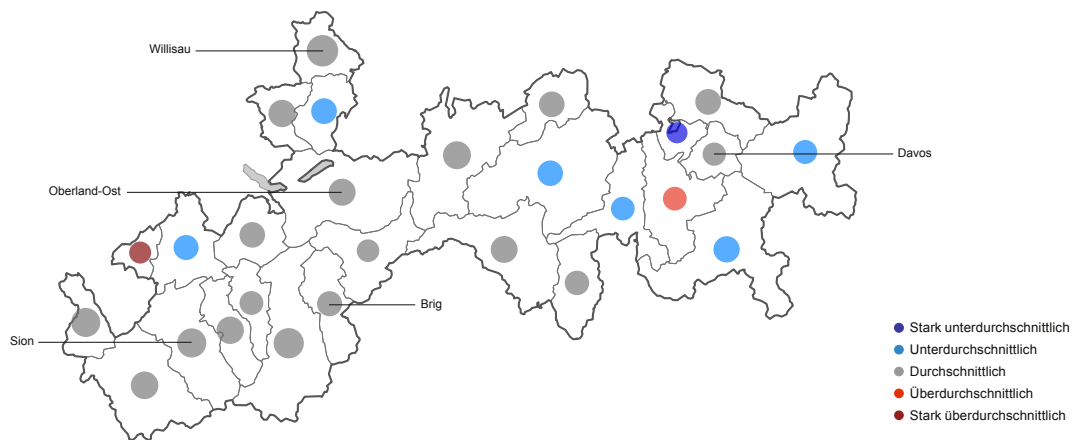 Willisau
Davos
Oberland-Ost
Brig
Sion
Stark unterdurchschnittlich
Unterdurchschnittlich
Durchschnittlich
Überdurchschnittlich
Stark überdurchschnittlich